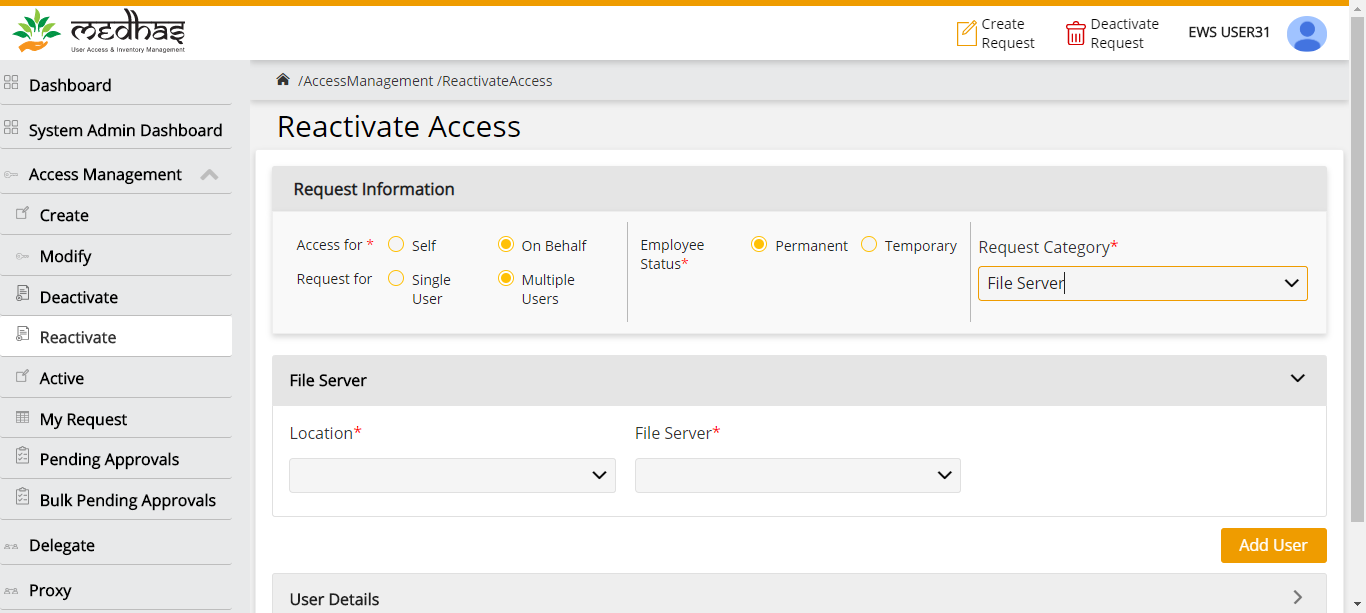 medhas
User Access & Inventory Management
Create
Request
Deactivate
Request
EWS USER31
Dashboard
System Admin Dashboard
Access Management
Create
Modify
Deactivate
Reactivate
Active
My Request
Pending Approvals
Bulk Pending Approvals
Delegate
Proxy
/AccessManagement /ReactivateAccess
Reactivate Access
Request Information
Access for * Self On Behalf
Request for Single User Multiple Users
Employee Status* Permanent Temporary
Request Category*
File Server
File Server
Location* File Server*
Add User
User Details